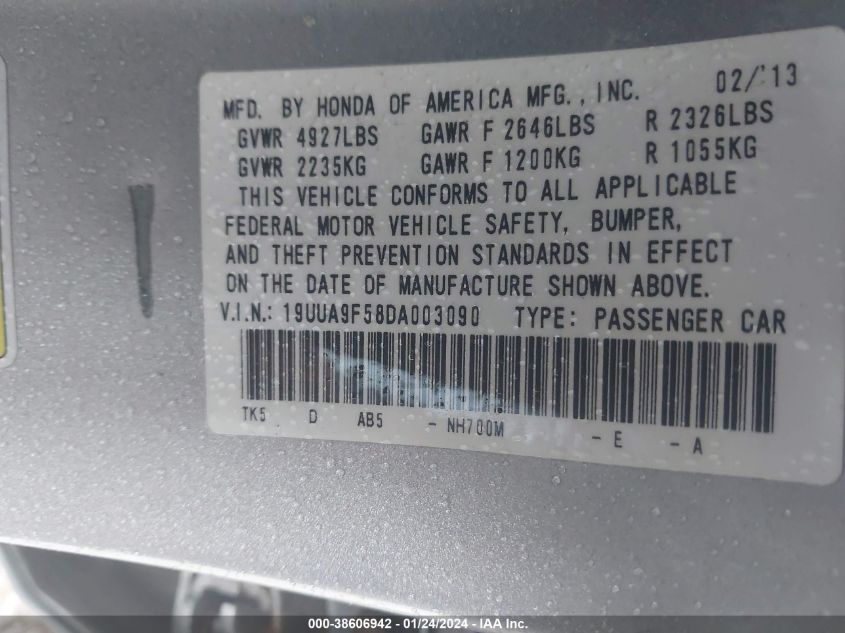 02/13
MFD. BY HONDA OF AMERICA MFG., INC.
GVWR 4927LBS GAWR F 2646LBS R 2326LBS
GVWR 2235KG GAWR F 1200KG R 1055KG
THIS VEHICLE CONFORMS TO ALL APPLICABLE
FEDERAL MOTOR VEHICLE SAFETY, BUMPER,
AND THEFT PREVENTION STANDARDS IN EFFECT
ON THE DATE OF MANUFACTURE SHOWN ABOVE.
V.I.N.: 19UUA9F58DA003090 TYPE: PASSENGER CAR
TK5 D AB5 - NH700M - E - A
000-38606942 - 01/24/2024 - IAA Inc.